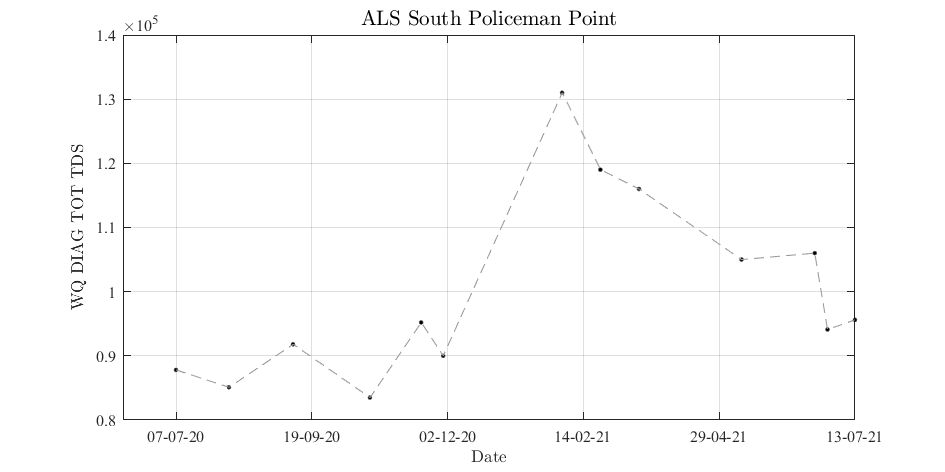 ALS South Policeman Point
×10⁵
1.4
1.3
1.2
1.1
1
0.9
0.8
WQ DIAG TOT TDS
07-07-20 19-09-20 02-12-20 14-02-21 29-04-21 13-07-21
Date